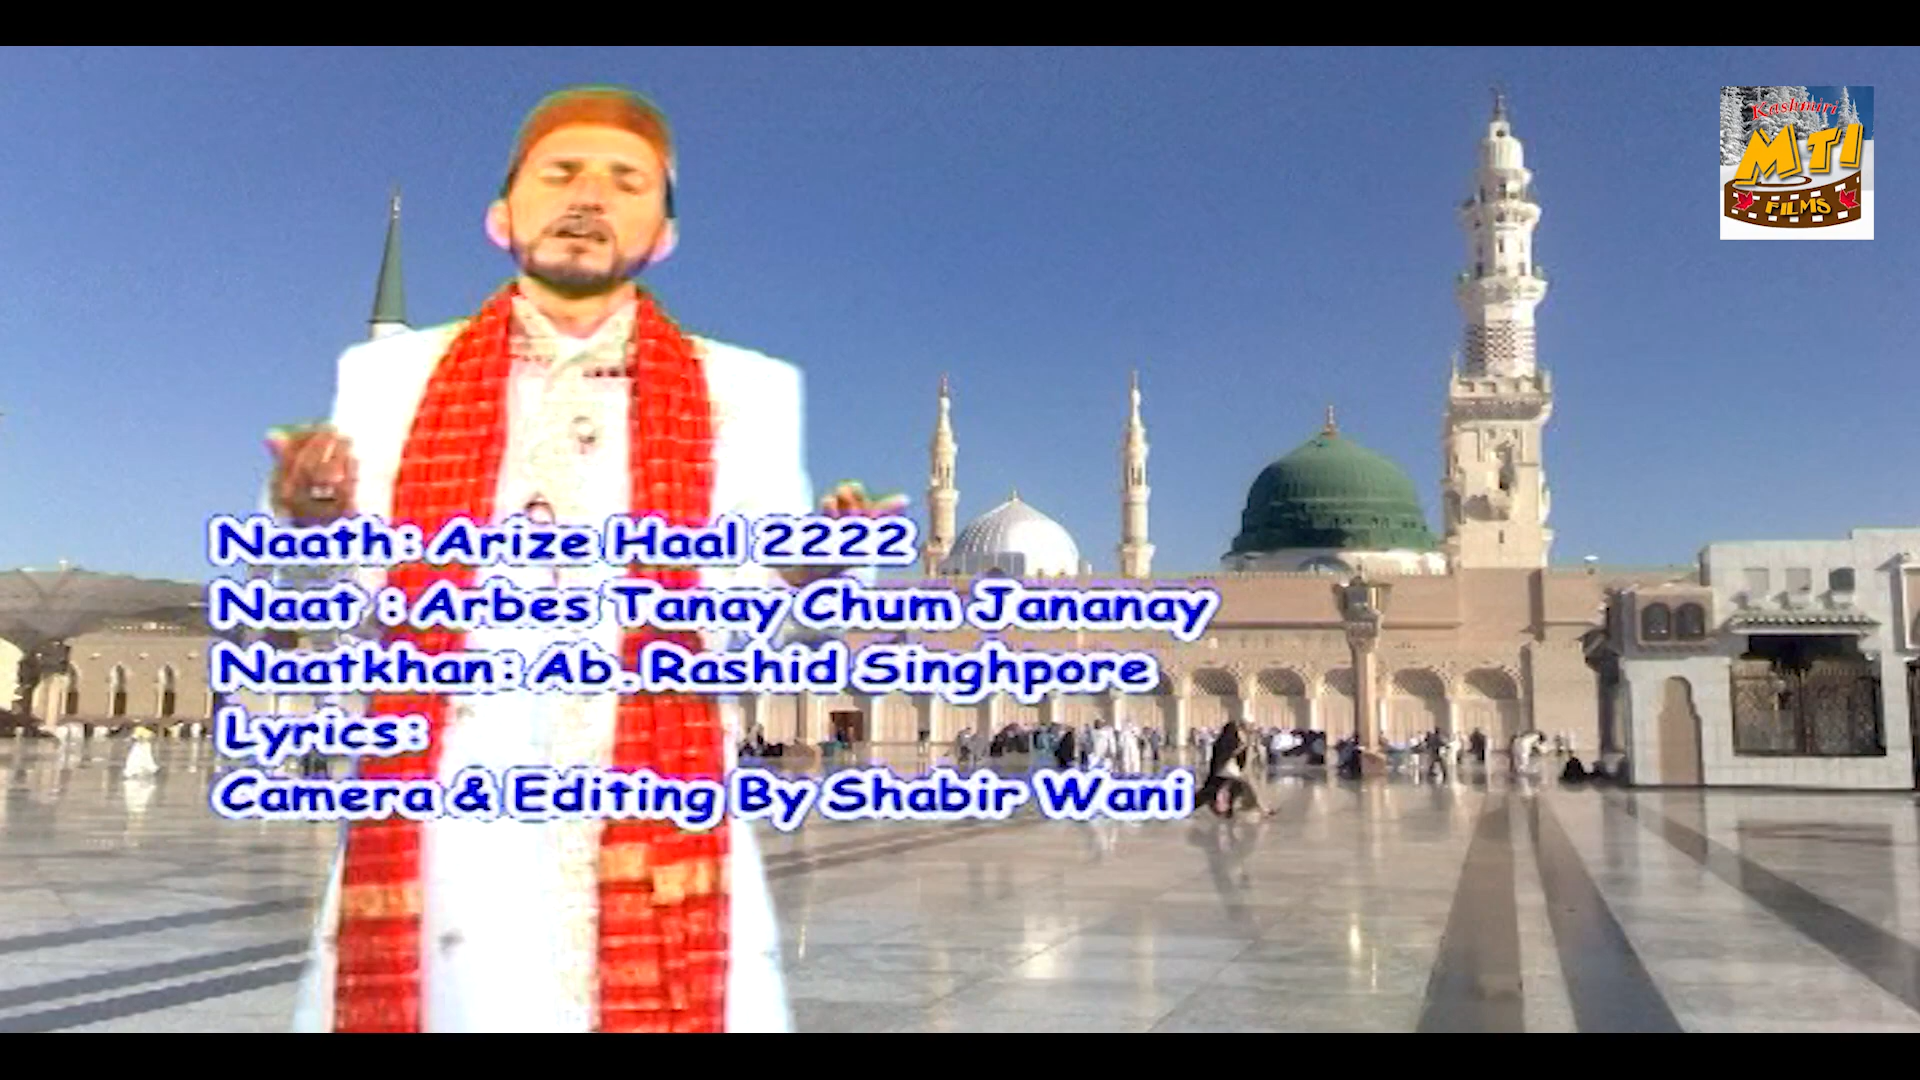 Kashmiri
MTI
FILMS
Naath: Arize Haal 2222
Naat : Arbes Tanay Chum Jananay
Naatkhan: Ab. Rashid Singhpore
Lyrics:
Camera & Editing By Shabir Wani